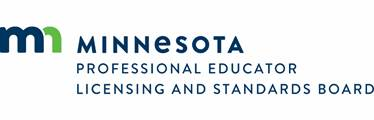 mn MINNESOTA
PROFESSIONAL EDUCATOR
LICENSING AND STANDARDS BOARD